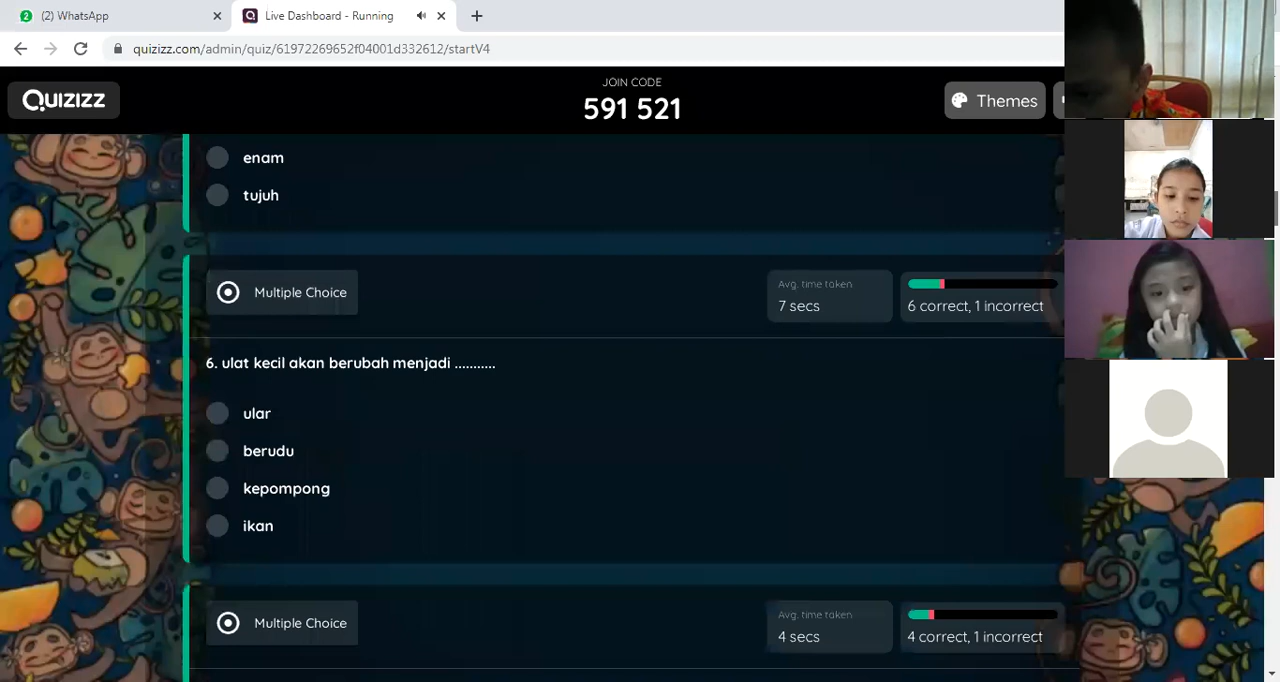 2
(2) WhatsApp
Live Dashboard - Running
quizizz.com/admin/quiz/61972269652f04001d332612/startV4
QUIZIZZ
JOIN CODE
591 521
Themes
enam
tujuh
Multiple Choice
Avg. time taken
7 secs
6 correct, 1 incorrect
6. ulat kecil akan berubah menjadi ...........
ular
berudu
kepompong
ikan
Multiple Choice
Avg. time taken
4 secs
4 correct, 1 incorrect